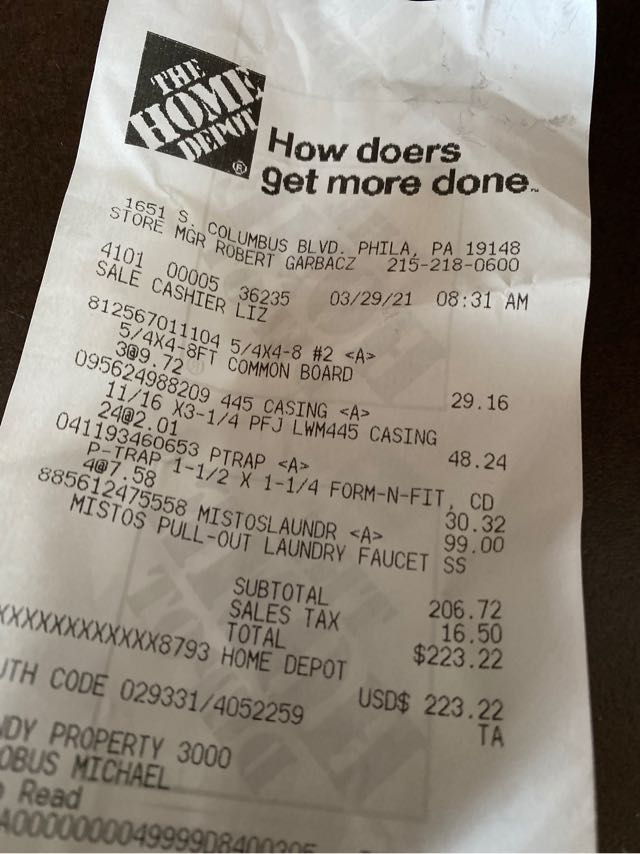 THE
HOME
DEPOT
®
How doers
get more done™
1651 S. COLUMBUS BLVD. PHILA, PA 19148
STORE MGR ROBERT GARBACZ 215-218-0600
4101 00005 36235 03/29/21 08:31 AM
SALE CASHIER LIZ
812567011104 5/4X4-8 #2 <A>
5/4X4-8FT COMMON BOARD
3@9.72 29.16
095624988209 445 CASING <A>
11/16 X3-1/4 PFJ LWM445 CASING
24@2.01 48.24
041193460653 PTRAP <A>
P-TRAP 1-1/2 X 1-1/4 FORM-N-FIT, CD
4@7.58 30.32
885612475558 MISTOSLAUNDR <A> 99.00
MISTOS PULL-OUT LAUNDRY FAUCET SS
SUBTOTAL 206.72
SALES TAX 16.50
TOTAL $223.22
XXXXXXXXXXXX8793 HOME DEPOT
USD$ 223.22
UTH CODE 029331/4052259 TA
DY PROPERTY 3000
OBUS MICHAEL
Read